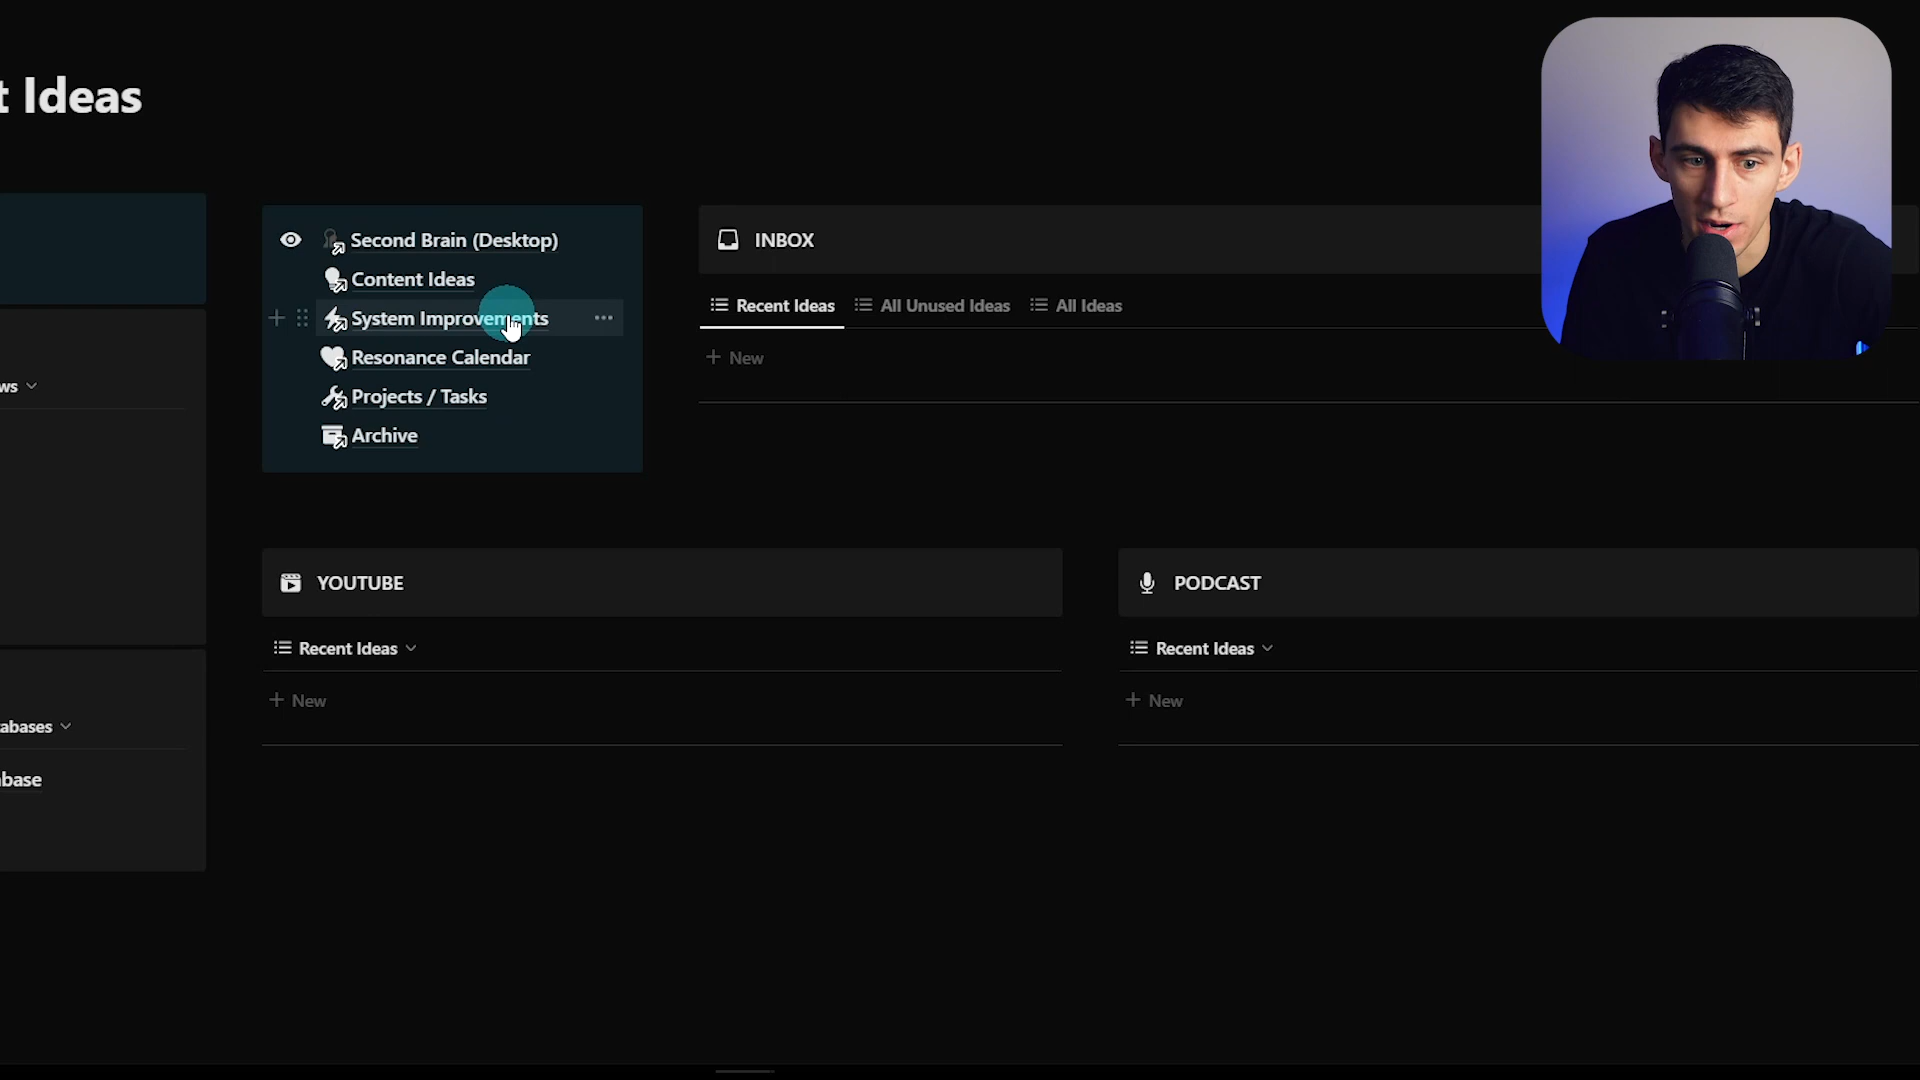 t Ideas
Second Brain (Desktop)
Content Ideas
System Improvements
Resonance Calendar
Projects / Tasks
Archive
INBOX
Recent Ideas All Unused Ideas All Ideas
New
ws
YOUTUBE
Recent Ideas
New
PODCAST
Recent Ideas
New
abases
base